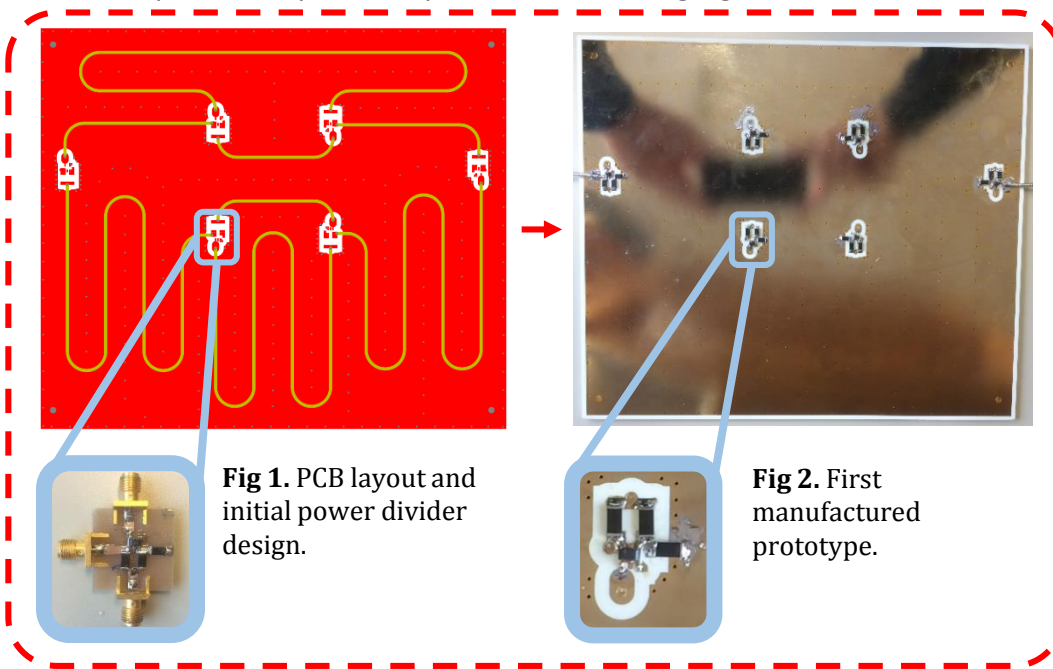 Fig 1. PCB layout and
initial power divider
design.
Fig 2. First
manufactured
prototype.